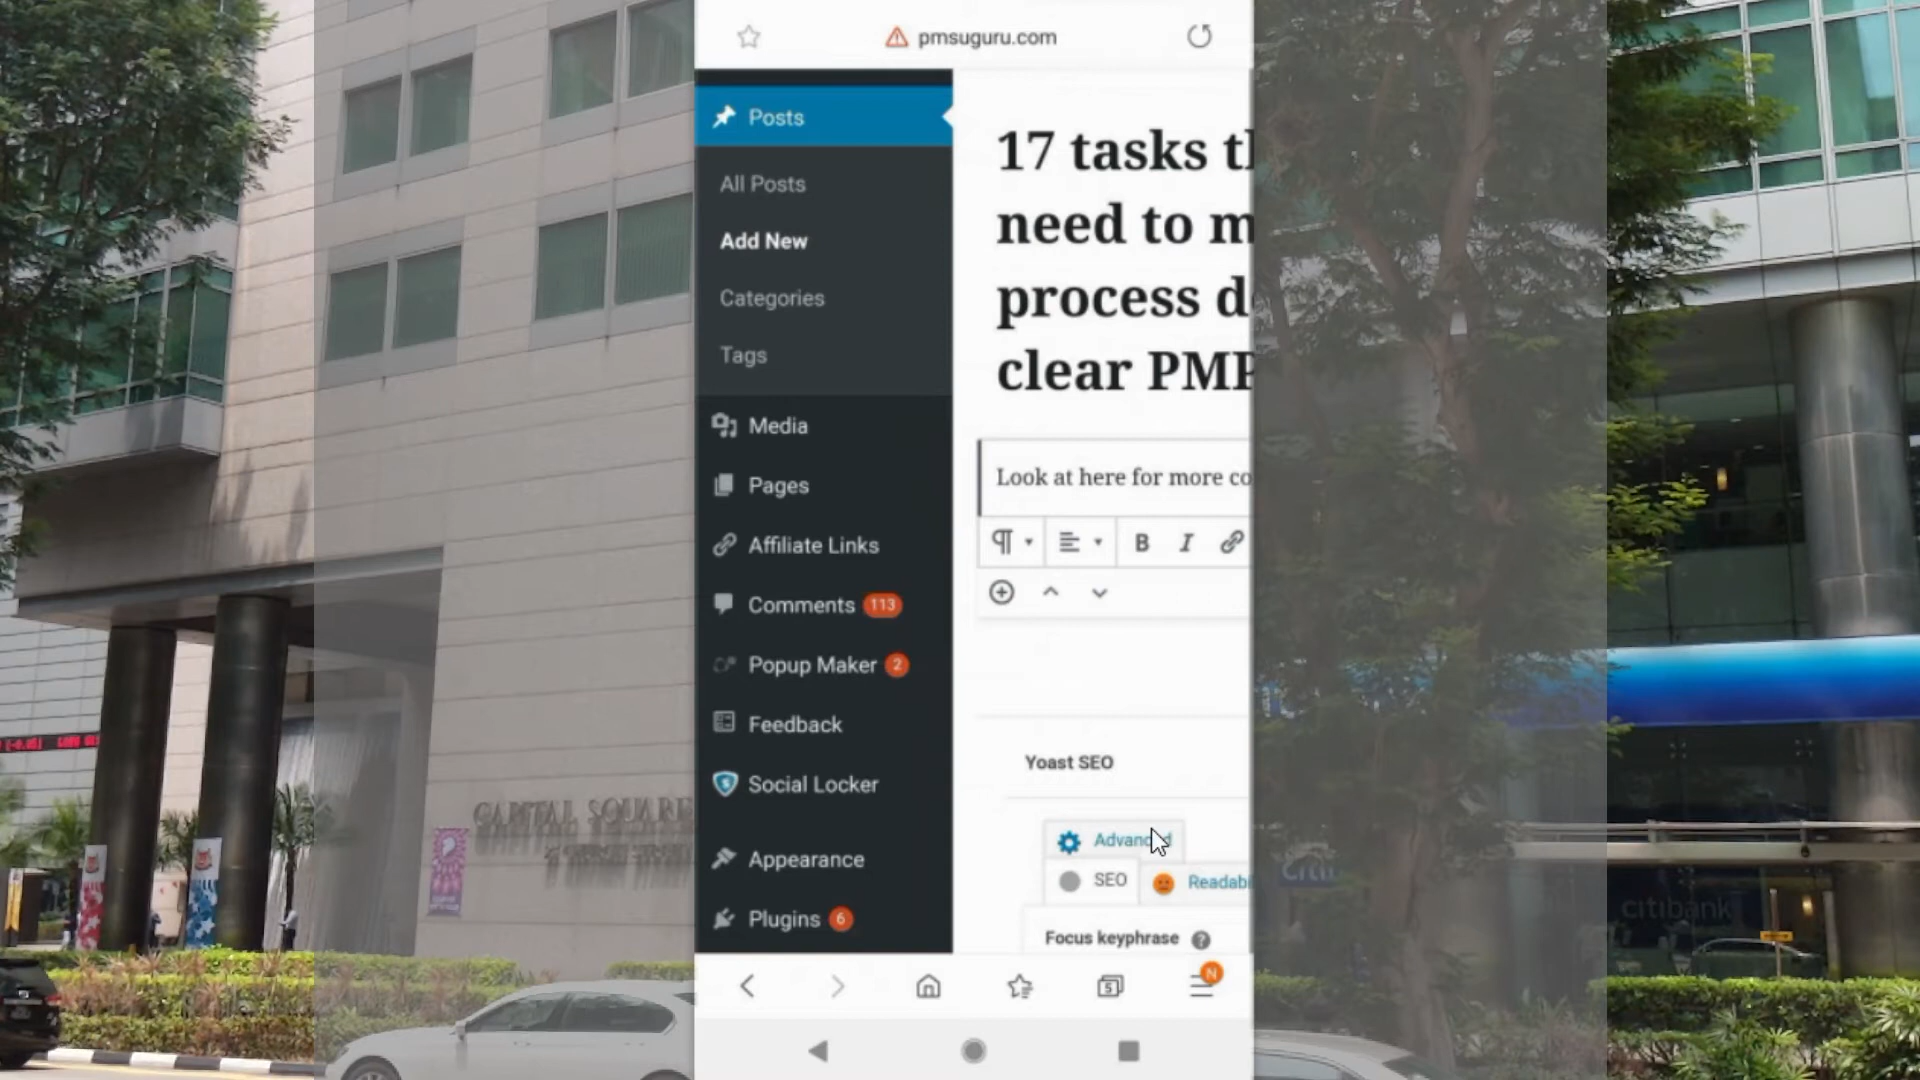 pmsuguru.com
Posts
All Posts
Add New
Categories
Tags
Media
Pages
Affiliate Links
Comments 113
Popup Maker 2
Feedback
Social Locker
Appearance
Plugins 6
17 tasks
need to
process
clear
Look at here for more
B I
Yoast SEO
Advanced
SEO
Focus keyphrase ?
5
N
CAPITAL SQUARE
citi
citibank